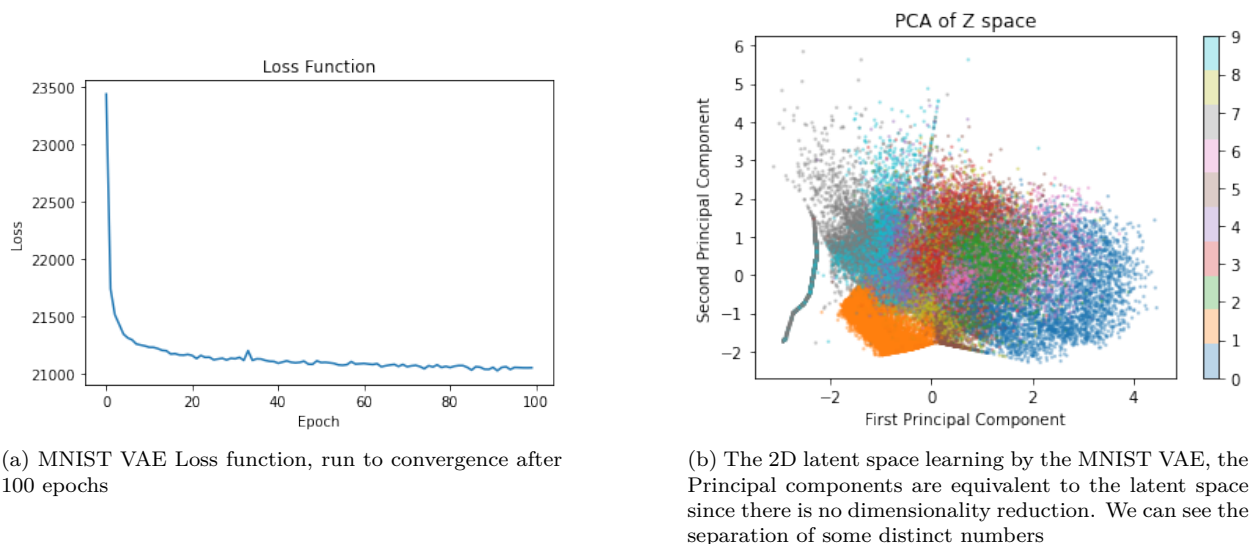 Loss Function
23500
23000
22500
22000
21500
21000
Loss
0 20 40 60 80 100
Epoch
(a) MNIST VAE Loss function, run to convergence after
100 epochs
PCA of Z space
6
5
4
3
2
1
0
−1
−2
Second Principal Component
−2 0 2 4
First Principal Component
9
8
7
6
5
4
3
2
1
0
(b) The 2D latent space learning by the MNIST VAE, the
Principal components are equivalent to the latent space
since there is no dimensionality reduction. We can see the
separation of some distinct numbers